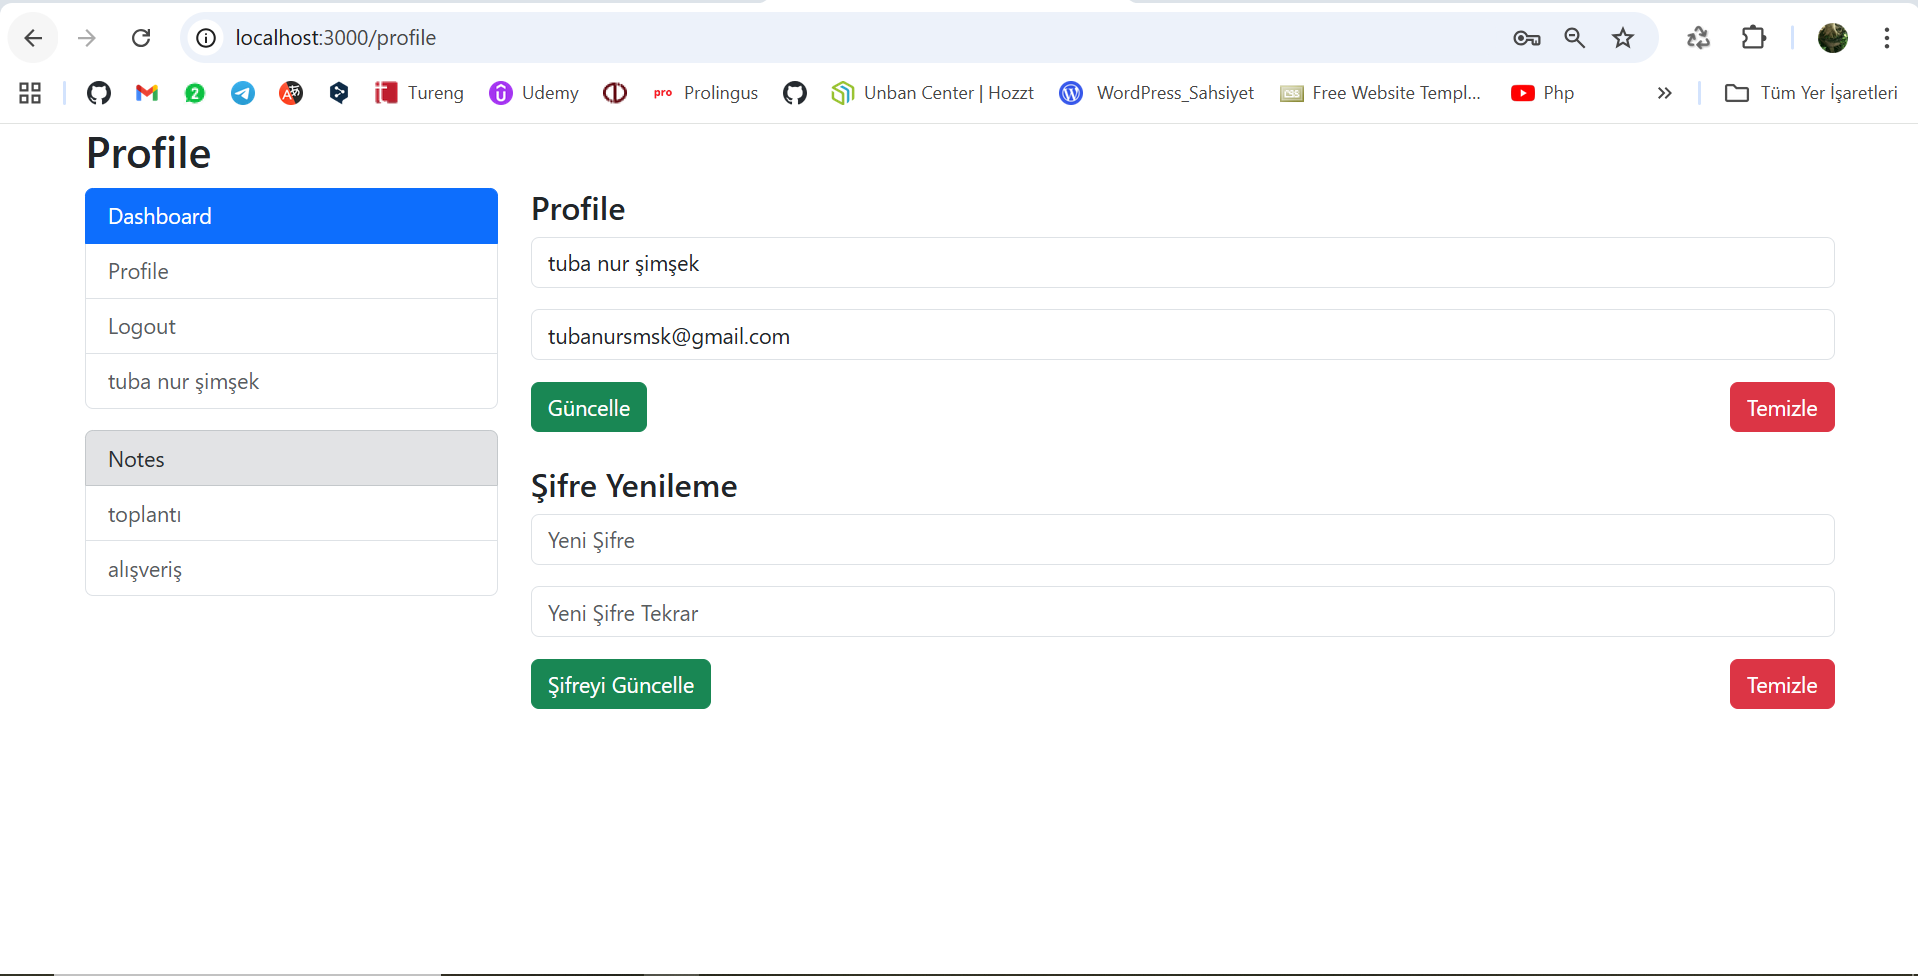 localhost:3000/profile
2 Tureng Udemy pro Prolingus Unban Center | Hozzt WordPress_Sahsiyet CSS Free Website Templ... Php Tüm Yer İşaretleri
Profile
Dashboard
Profile
Logout
tuba nur şimşek
Notes
toplantı
alışveriş
Profile
tuba nur şimşek
tubanursmsk@gmail.com
Güncelle Temizle
Şifre Yenileme
Yeni Şifre
Yeni Şifre Tekrar
Şifreyi Güncelle Temizle